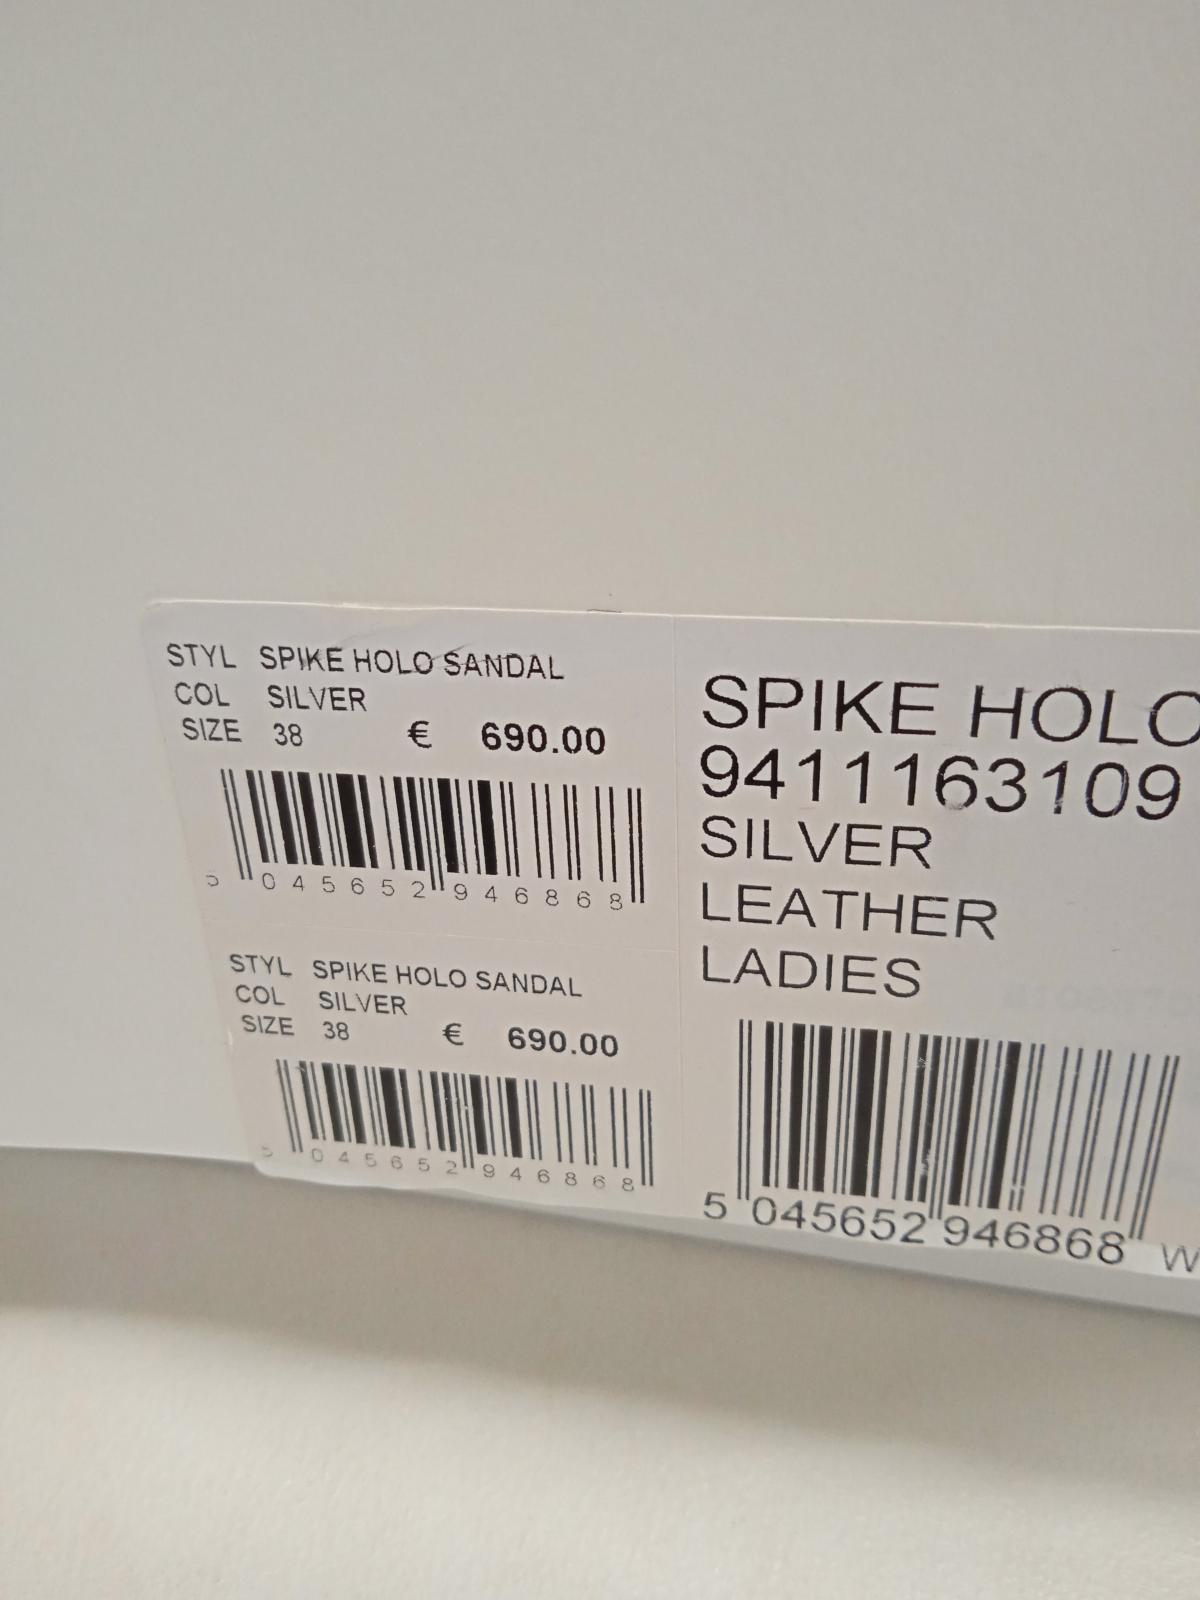 STYL SPIKE HOLO SANDAL
COL SILVER
SIZE 38 € 690.00
5 045652 946868
STYL SPIKE HOLO SANDAL
COL SILVER
SIZE 38 € 690.00
5 045652 946868
SPIKE HOLO
9411163109
SILVER
LEATHER
LADIES
5 045652 946868 W